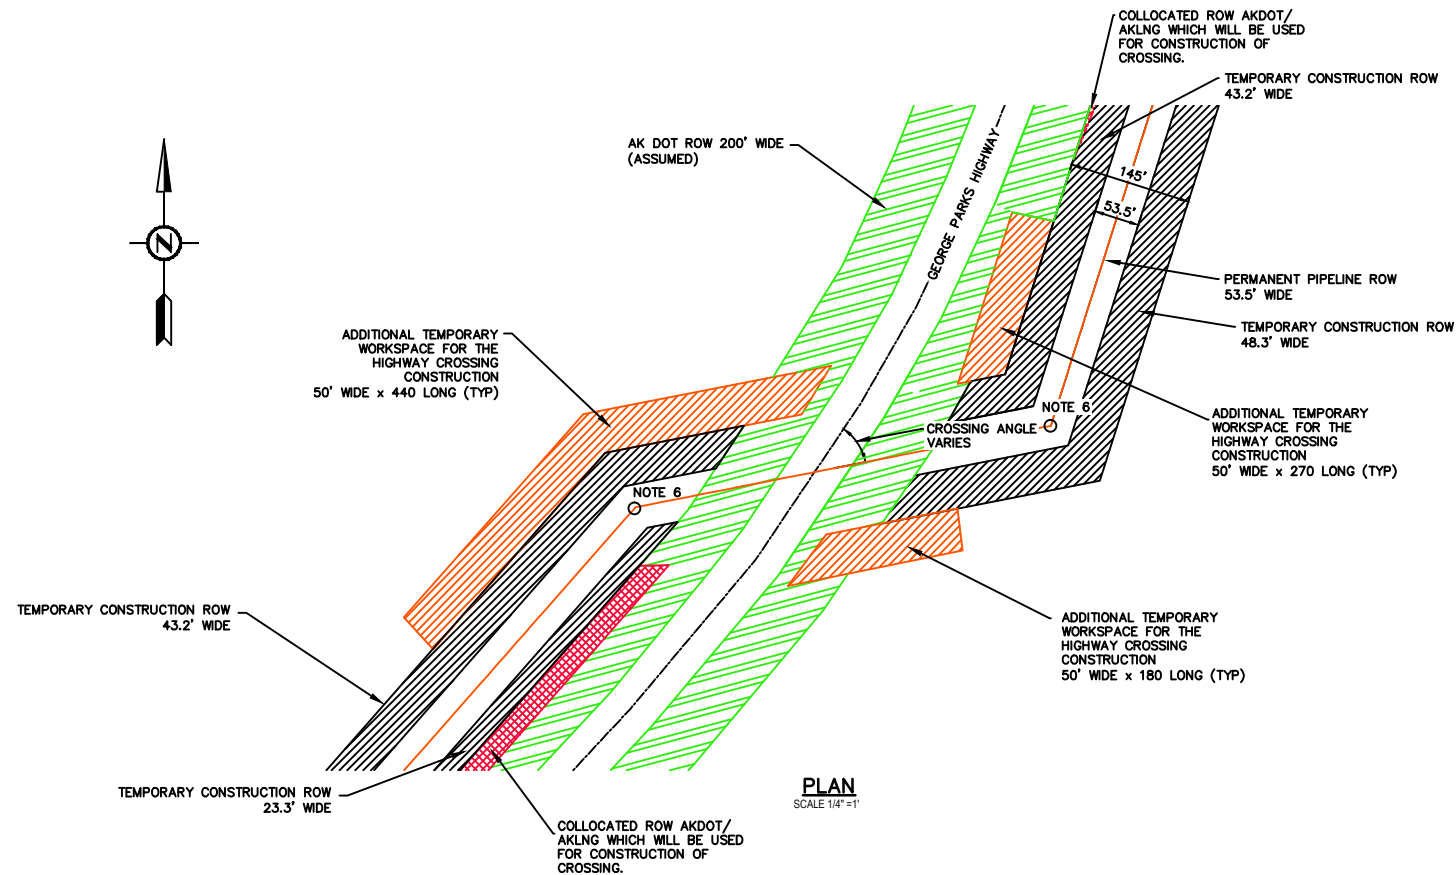 COLLOCATED ROW AKDOT/
AKLNG WHICH WILL BE USED
FOR CONSTRUCTION OF
CROSSING.
TEMPORARY CONSTRUCTION ROW
43.2' WIDE
AK DOT ROW 200' WIDE
(ASSUMED)
GEORGE PARKS HIGHWAY
145'
53.5'
N
PERMANENT PIPELINE ROW
53.5' WIDE
TEMPORARY CONSTRUCTION ROW
48.3' WIDE
ADDITIONAL TEMPORARY
WORKSPACE FOR THE
HIGHWAY CROSSING
CONSTRUCTION
50' WIDE x 440 LONG (TYP)
NOTE 6
CROSSING ANGLE
VARIES
ADDITIONAL TEMPORARY
WORKSPACE FOR THE
HIGHWAY CROSSING
CONSTRUCTION
50' WIDE x 270 LONG (TYP)
NOTE 6
TEMPORARY CONSTRUCTION ROW
43.2' WIDE
ADDITIONAL TEMPORARY
WORKSPACE FOR THE
HIGHWAY CROSSING
CONSTRUCTION
50' WIDE x 180 LONG (TYP)
TEMPORARY CONSTRUCTION ROW
23.3' WIDE
PLAN
SCALE 1/4" =1'
COLLOCATED ROW AKDOT/
AKLNG WHICH WILL BE USED
FOR CONSTRUCTION OF
CROSSING.